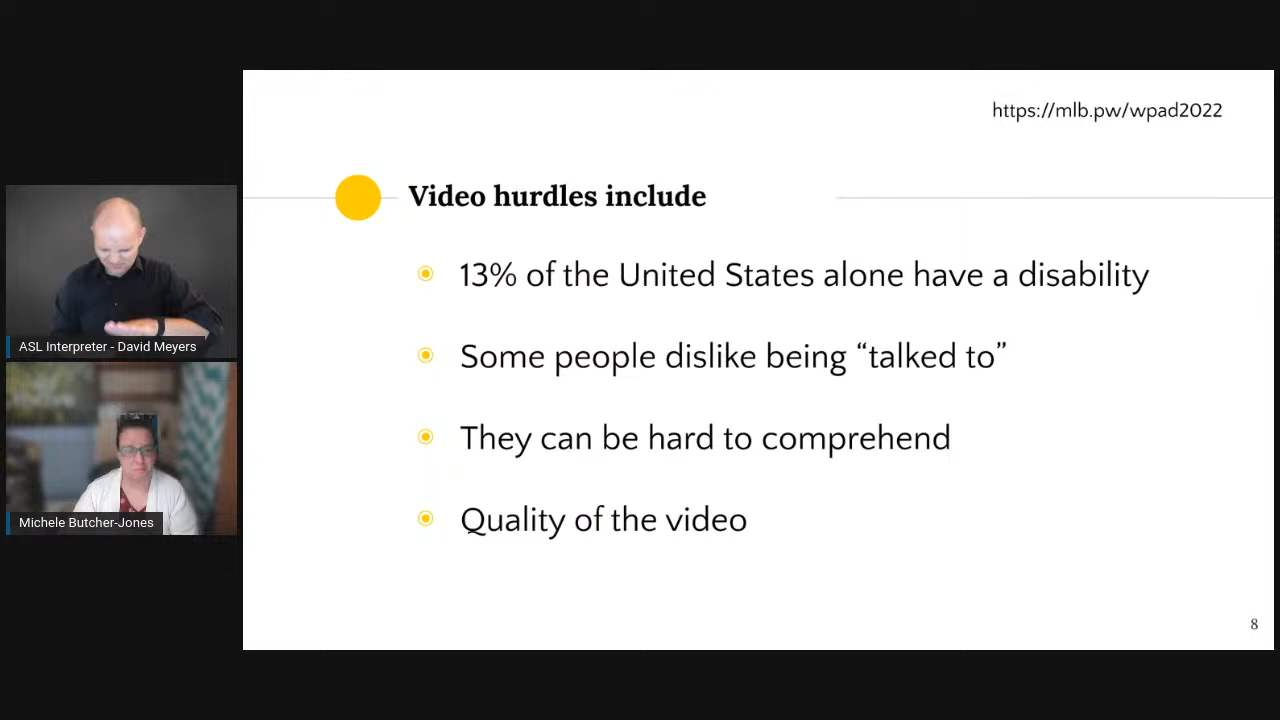 https://mlb.pw/wpad2022
Video hurdles include
13% of the United States alone have a disability
Some people dislike being “talked to”
They can be hard to comprehend
Quality of the video
8
ASL Interpreter - David Meyers
Michele Butcher-Jones